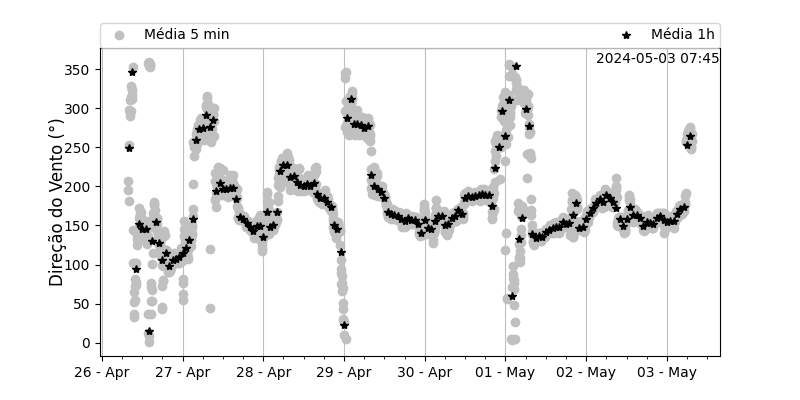 Média 5 min
Média 1h
2024-05-03 07:45
Direção do Vento (°)
350
300
250
200
150
100
50
0
26 - Apr
27 - Apr
28 - Apr
29 - Apr
30 - Apr
01 - May
02 - May
03 - May